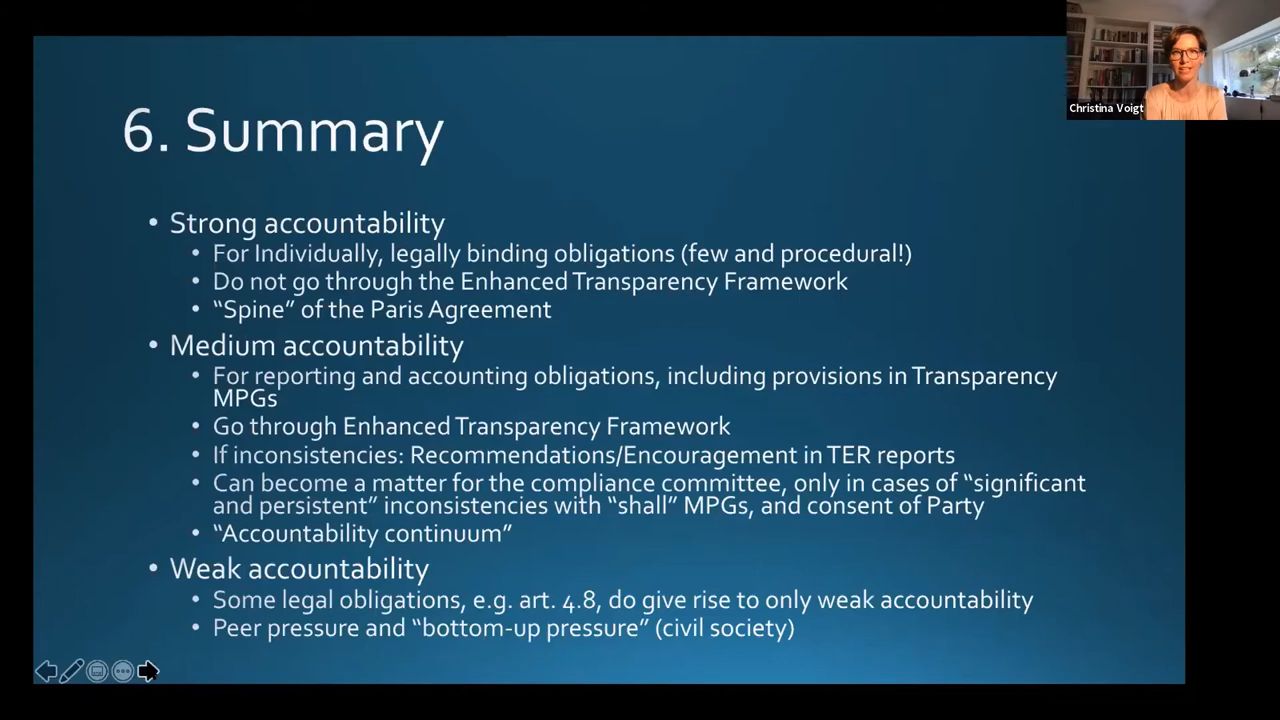 Christina Voigt
6. Summary
• Strong accountability
• For Individually, legally binding obligations (few and procedural!)
• Do not go through the Enhanced Transparency Framework
• “Spine” of the Paris Agreement
• Medium accountability
• For reporting and accounting obligations, including provisions in Transparency
MPGs
• Go through Enhanced Transparency Framework
• If inconsistencies: Recommendations/Encouragement in TER reports
• Can become a matter for the compliance committee, only in cases of “significant
and persistent” inconsistencies with “shall” MPGs, and consent of Party
• “Accountability continuum”
• Weak accountability
• Some legal obligations, e.g. art. 4.8, do give rise to only weak accountability
• Peer pressure and “bottom-up pressure” (civil society)